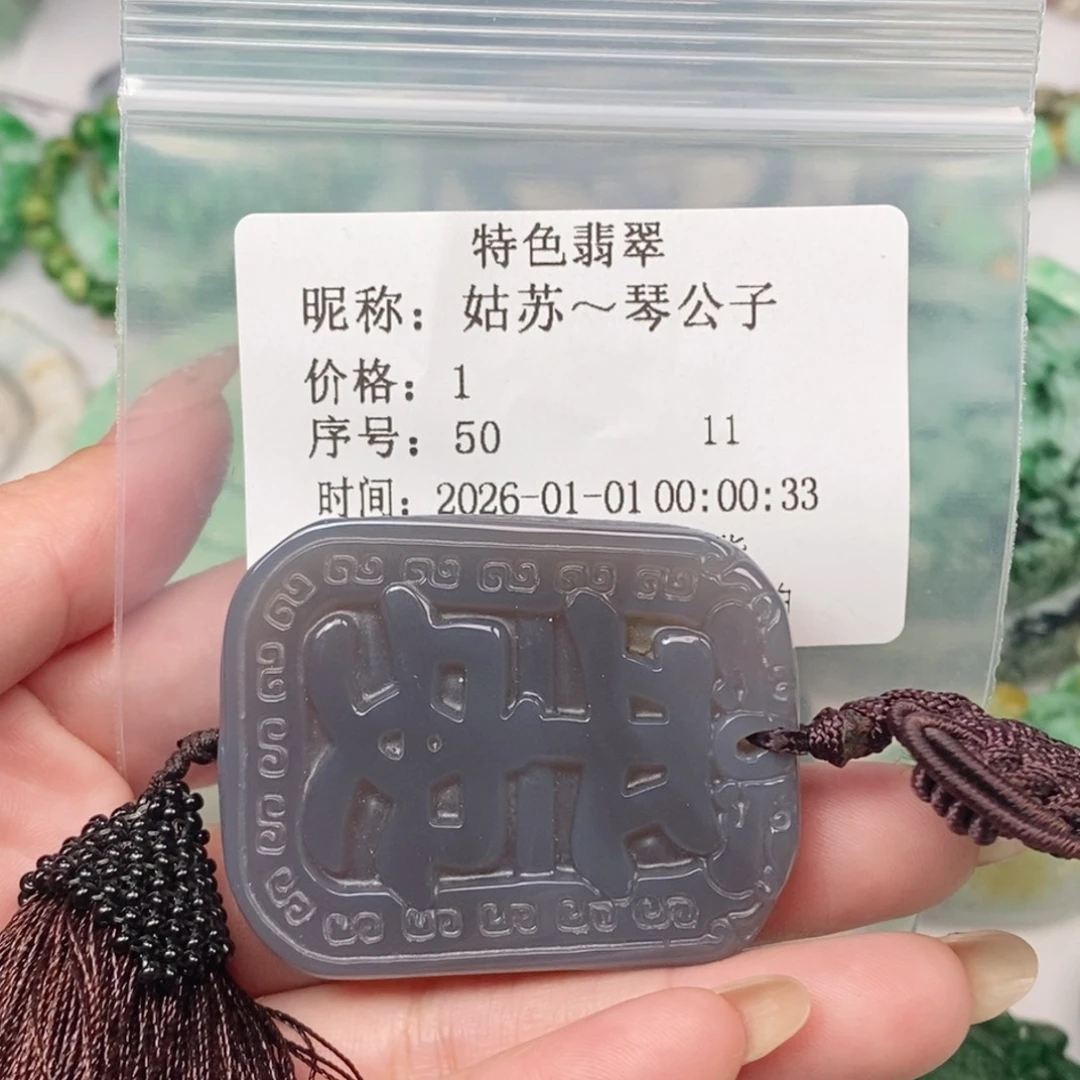 特色翡翠
昵称：姑苏～琴公子
价格：1
序号：50 11
时间：2026-01-01 00:00:33